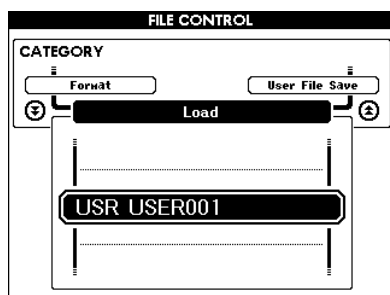 FILE CONTROL
CATEGORY
Format
User File Save
Load
USR USER001